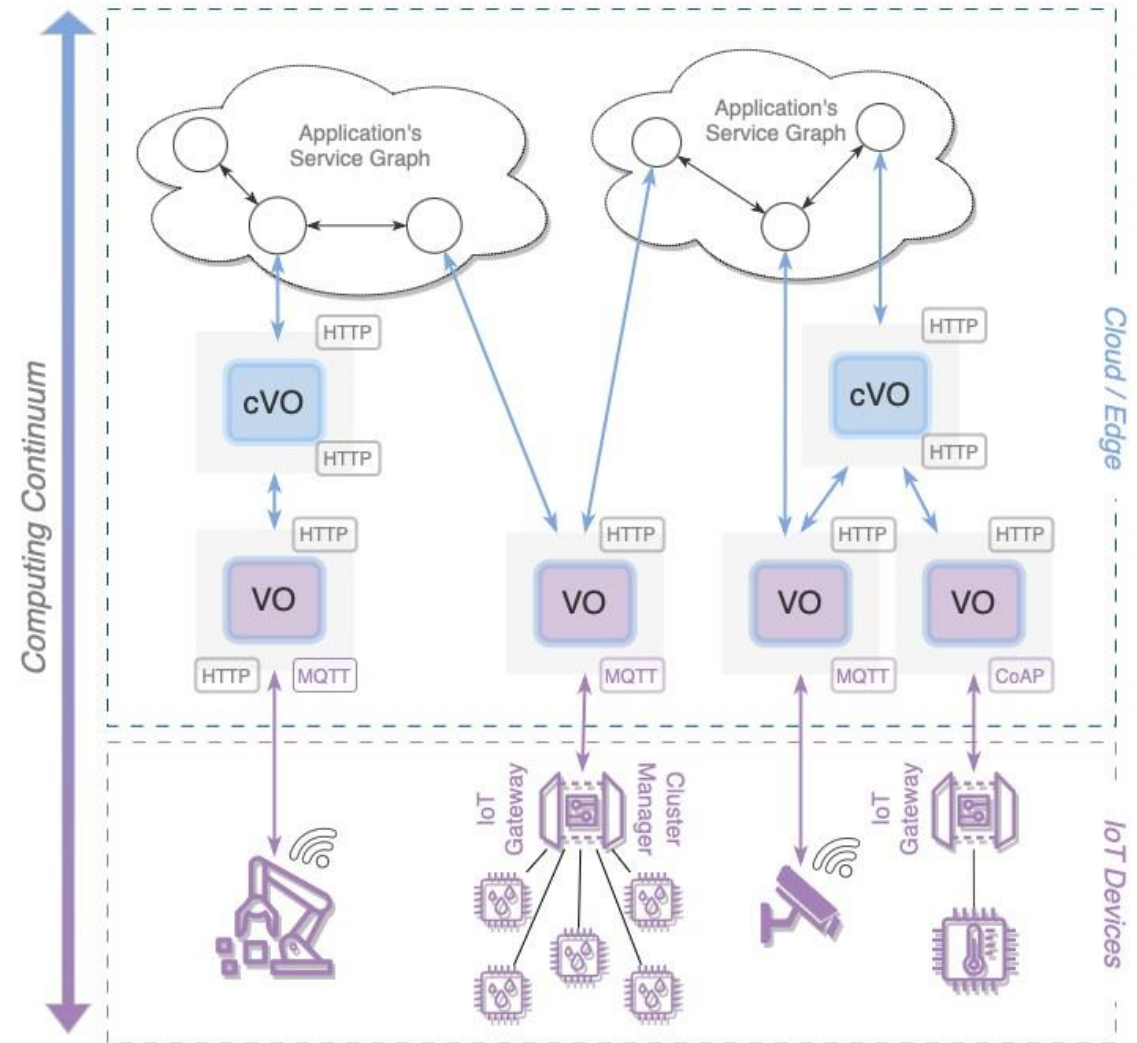 Computing Continuum
Application's
Service Graph
Application's
Service Graph
Cloud / Edge
HTTP
cVO
HTTP
HTTP
cVO
HTTP
HTTP
VO
HTTP
MQTT
HTTP
VO
MQTT
HTTP
VO
MQTT
HTTP
VO
CoAP
IoT
Gateway
Cluster
Manager
IoT
Gateway
IoT Devices